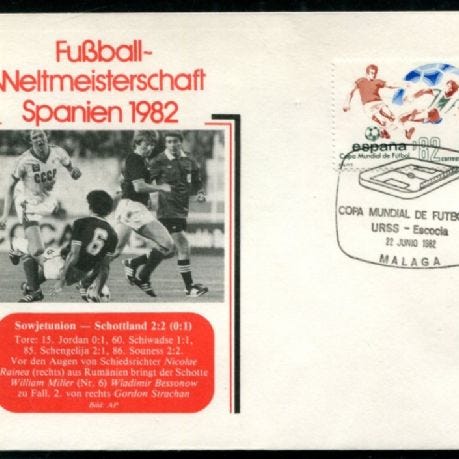 Fußball-
Weltmeisterschaft
Spanien 1982
CCCP
6
Sowjetunion — Schottland 2:2 (0:1)
Tore: 15. Jordan 0:1, 60. Schiwadse 1:1,
85. Schengelija 2:1, 86. Souness 2:2.
Vor den Augen von Schiedsrichter Nicolae
Rainea (rechts) aus Rumänien bringt der Schotte
William Miller (Nr. 6) Wladimir Bessonow
zu Fall. 2. von rechts Gordon Strachan
Bild: AP
españa '82
Copa Mundial de Fútbol
correos
COPA MUNDIAL DE FUTBO
URSS - Escocia
22 JUNIO 1982
MALAGA